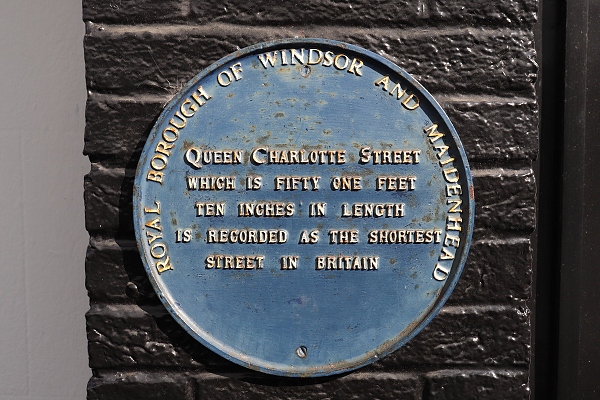 ROYAL BOROUGH OF WINDSOR AND MAIDENHEAD
QUEEN CHARLOTTE STREET
WHICH IS FIFTY ONE FEET
TEN INCHES IN LENGTH
IS RECORDED AS THE SHORTEST
STREET IN BRITAIN